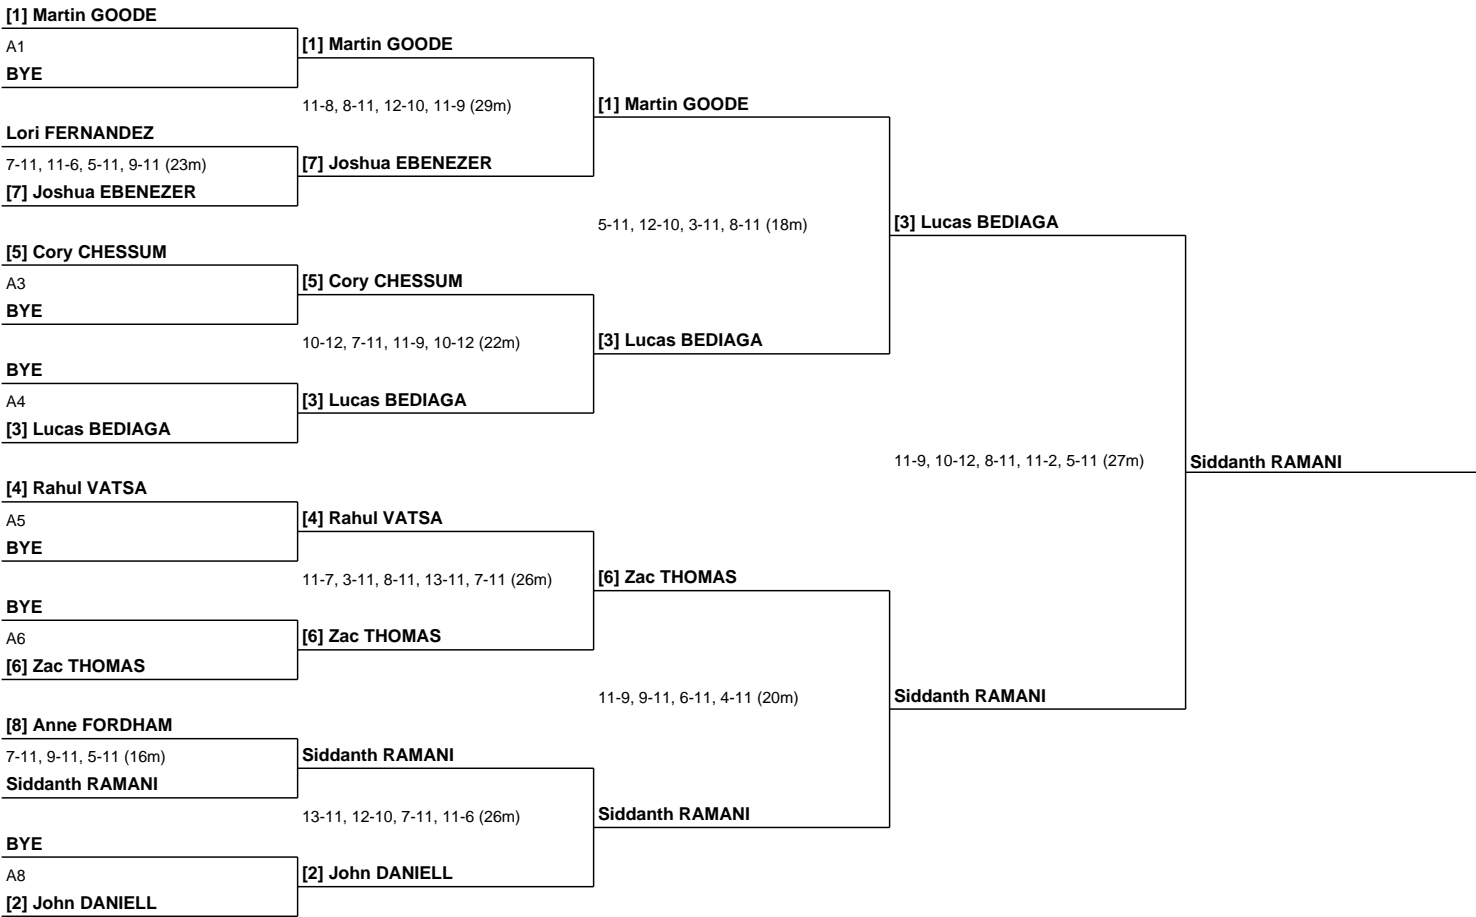 [1] Martin GOODE
A1
BYE
Lori FERNANDEZ
7-11, 11-6, 5-11, 9-11 (23m)
[7] Joshua EBENEZER
[5] Cory CHESSUM
A3
BYE
BYE
A4
[3] Lucas BEDIAGA
[4] Rahul VATSA
A5
BYE
BYE
A6
[6] Zac THOMAS
[8] Anne FORDHAM
7-11, 9-11, 5-11 (16m)
Siddanth RAMANI
BYE
A8
[2] John DANIELL
[1] Martin GOODE
11-8, 8-11, 12-10, 11-9 (29m)
[7] Joshua EBENEZER
[5] Cory CHESSUM
10-12, 7-11, 11-9, 10-12 (22m)
[3] Lucas BEDIAGA
[4] Rahul VATSA
11-7, 3-11, 8-11, 13-11, 7-11 (26m)
[6] Zac THOMAS
Siddanth RAMANI
13-11, 12-10, 7-11, 11-6 (26m)
[2] John DANIELL
[1] Martin GOODE
5-11, 12-10, 3-11, 8-11 (18m)
[3] Lucas BEDIAGA
[6] Zac THOMAS
11-9, 9-11, 6-11, 4-11 (20m)
Siddanth RAMANI
[3] Lucas BEDIAGA
11-9, 10-12, 8-11, 11-2, 5-11 (27m)
Siddanth RAMANI
Siddanth RAMANI